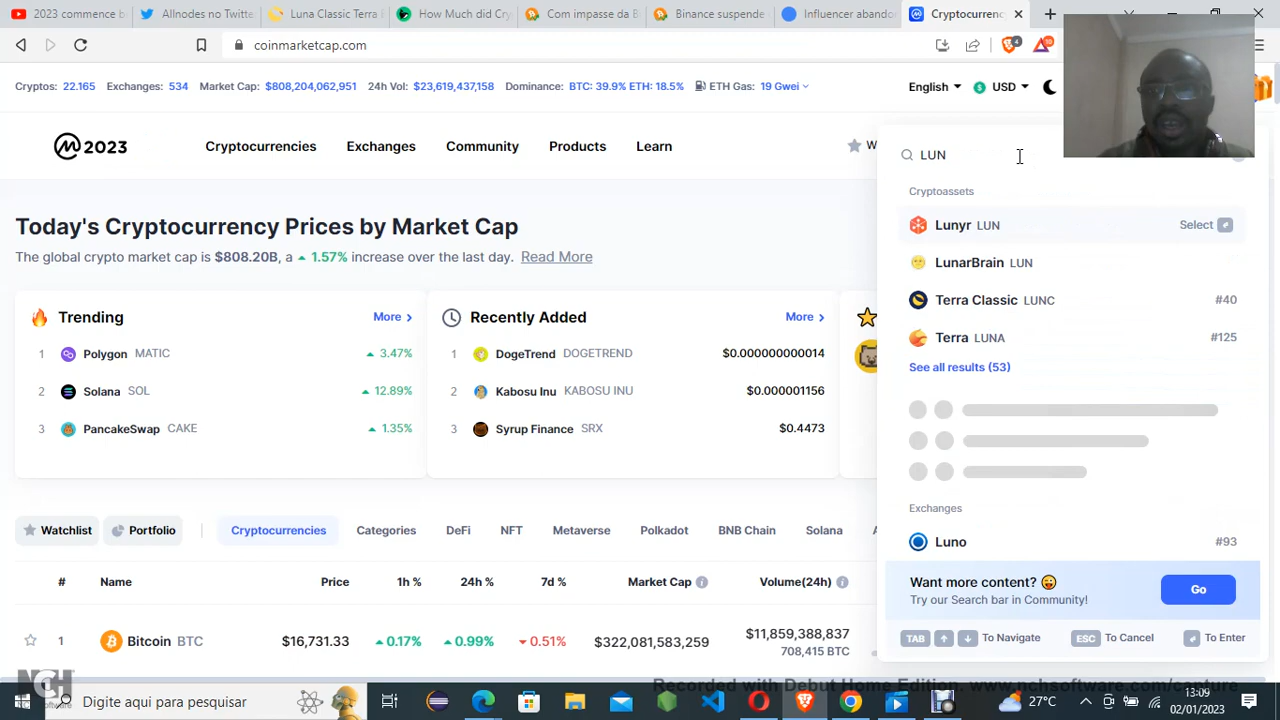 2023 commence b
Allnodes no Twitte
Luna Classic Terra
How Much did Cry
Com impasse da B
Binance suspende
Influencer abando
Cryptocurrenc
coinmarketcap.com
4
Cryptos: 22.165 Exchanges: 534 Market Cap: $808,204,062,951 24h Vol: $23,619,437,158 Dominance: BTC: 39.9% ETH: 18.5% ETH Gas: 19 Gwei
English USD
2023 Cryptocurrencies Exchanges Community Products Learn W
LUN
Cryptoassets
Lunyr LUN Select
LunarBrain LUN
Terra Classic LUNC #40
Terra LUNA #125
See all results (53)
Exchanges
Luno #93
Want more content?
Try our Search bar in Community!
Go
TAB To Navigate ESC To Cancel To Enter
Today's Cryptocurrency Prices by Market Cap
The global crypto market cap is $808.20B, a 1.57% increase over the last day. Read More
Trending More
1 Polygon MATIC 3.47%
2 Solana SOL 12.89%
3 PancakeSwap CAKE 1.35%
Recently Added More
1 DogeTrend DOGETREND $0.000000000014
2 Kabosu Inu KABOSU INU $0.000001156
3 Syrup Finance SRX $0.4473
Watchlist Portfolio Cryptocurrencies Categories DeFi NFT Metaverse Polkadot BNB Chain Solana A
# Name Price 1h % 24h % 7d % Market Cap Volume(24h)
1 Bitcoin BTC $16,731.33 0.17% 0.99% 0.51% $322,081,583,259 $11,859,388,837
708,415 BTC
NCH
Recorded with Debut Home Edition. www.nchsoftware.com/capture
Digite aqui para pesquisar
27°C
13:09
02/01/2023